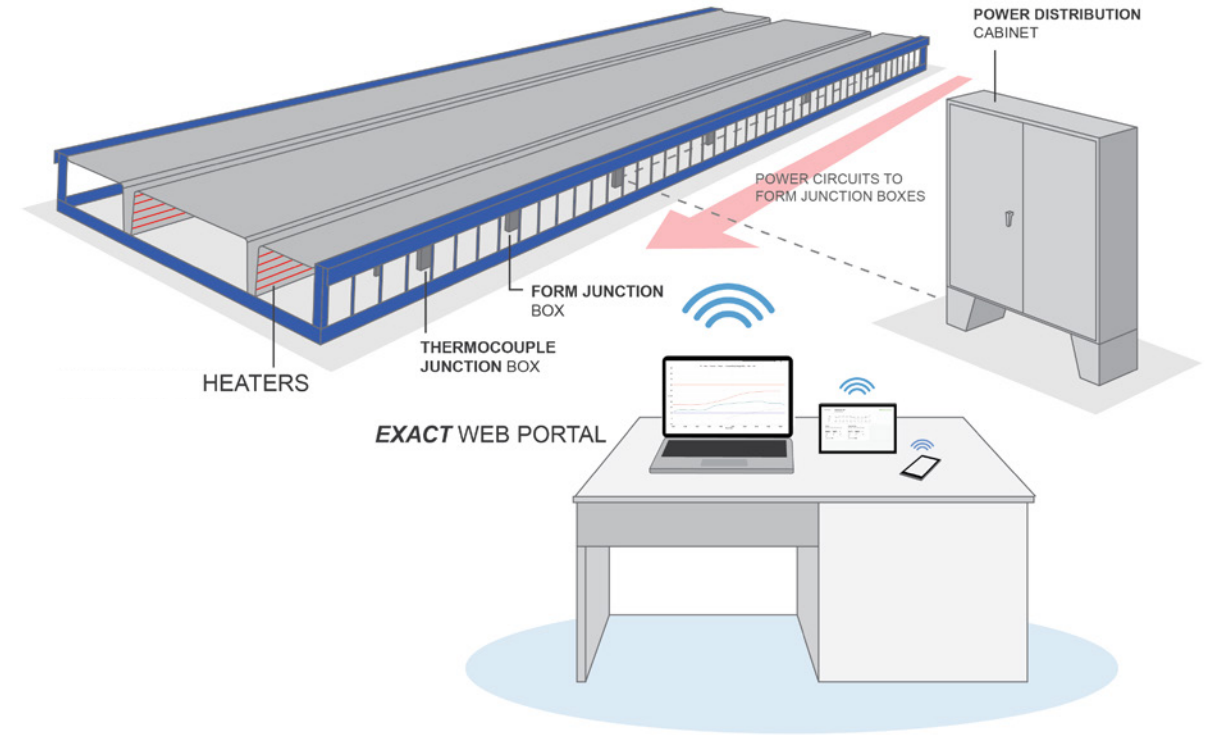 POWER DISTRIBUTION
CABINET
POWER CIRCUITS TO
FORM JUNCTION BOXES
FORM JUNCTION
BOX
THERMOCOUPLE
JUNCTION BOX
HEATERS
EXACT WEB PORTAL